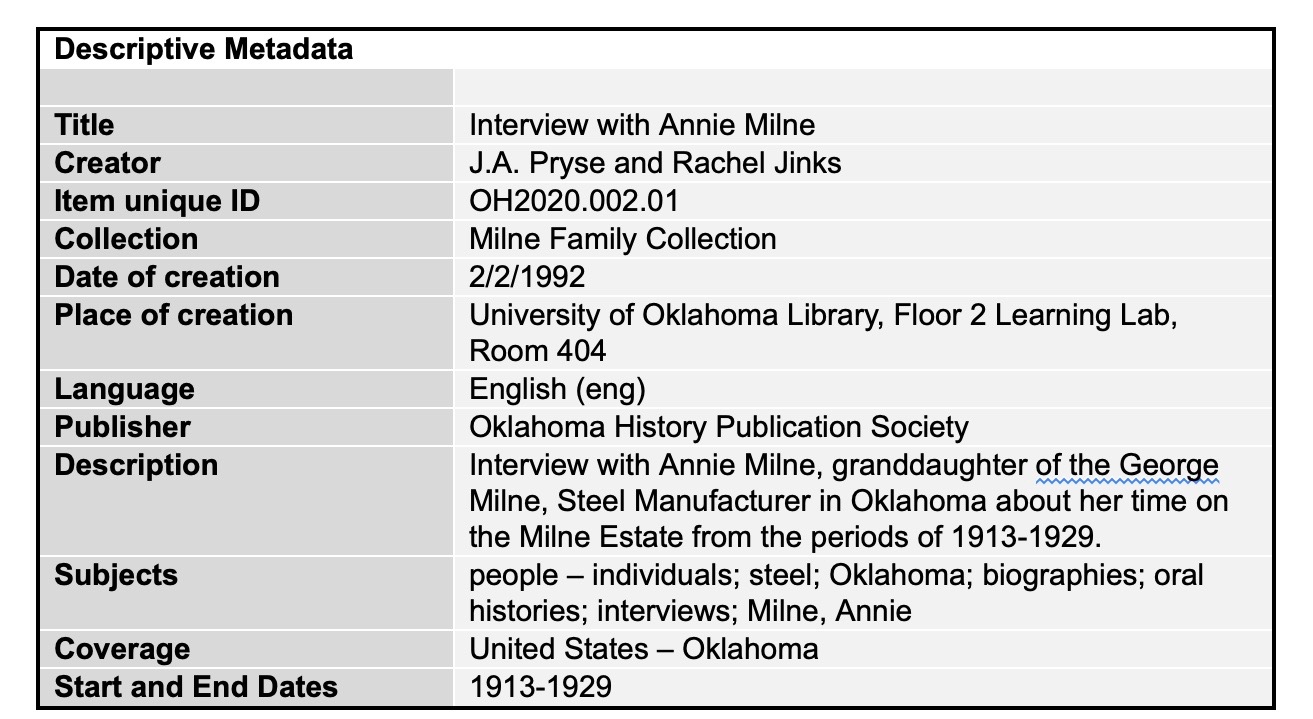 Descriptive Metadata
Title Interview with Annie Milne
Creator J.A. Pryse and Rachel Jinks
Item unique ID OH2020.002.01
Collection Milne Family Collection
Date of creation 2/2/1992
Place of creation University of Oklahoma Library, Floor 2 Learning Lab,
Room 404
Language English (eng)
Publisher Oklahoma History Publication Society
Description Interview with Annie Milne, granddaughter of the George
Milne, Steel Manufacturer in Oklahoma about her time on
the Milne Estate from the periods of 1913-1929.
Subjects people – individuals; steel; Oklahoma; biographies; oral
histories; interviews; Milne, Annie
Coverage United States – Oklahoma
Start and End Dates 1913-1929